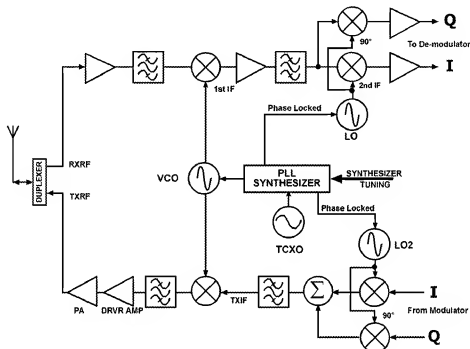 Q
90°
To De-modulator
1st IF
2nd IF
I
Phase Locked
LO
RXRF
DUPLEXER
TXRF
VCO
PLL
SYNTHESIZER
SYNTHESIZER
TUNING
TCXO
Phase Locked
LO2
PA
DRVR AMP
TXIF
Σ
I
90°
From Modulator
Q